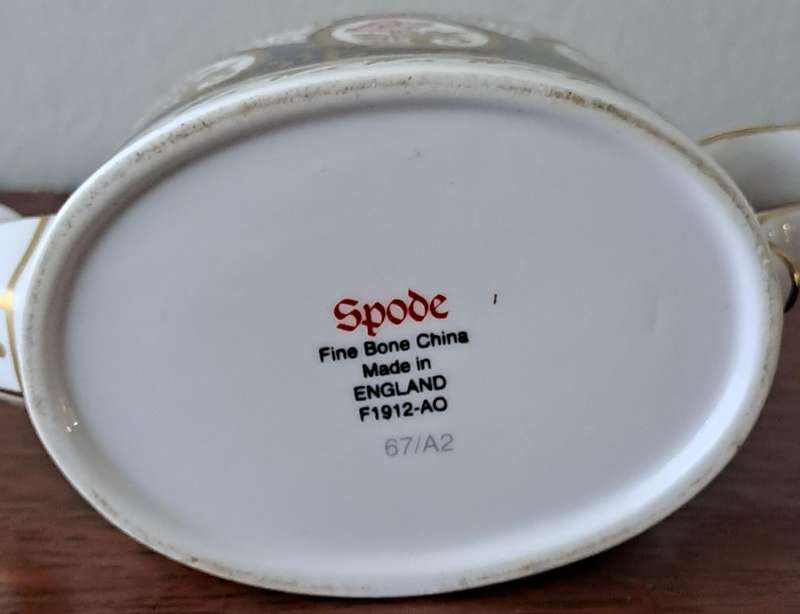 Spode
Fine Bone China
Made in
ENGLAND
F1912-AO
67/A2